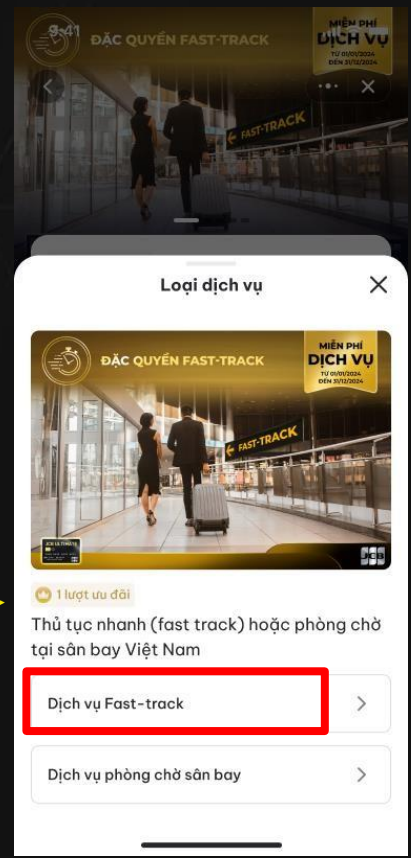 9:41
ĐẶC QUYỀN FAST-TRACK
MIỄN PHÍ
DỊCH VỤ
TỪ 01/01/2024
ĐẾN 31/12/2024
FAST-TRACK
Loại dịch vụ
ĐẶC QUYỀN FAST-TRACK
MIỄN PHÍ
DỊCH VỤ
TỪ 01/01/2024
ĐẾN 31/12/2024
FAST-TRACK
JCB ULTIMATE
JCB
1 lượt ưu đãi
Thủ tục nhanh (fast track) hoặc phòng chờ
tại sân bay Việt Nam
Dịch vụ Fast-track
Dịch vụ phòng chờ sân bay